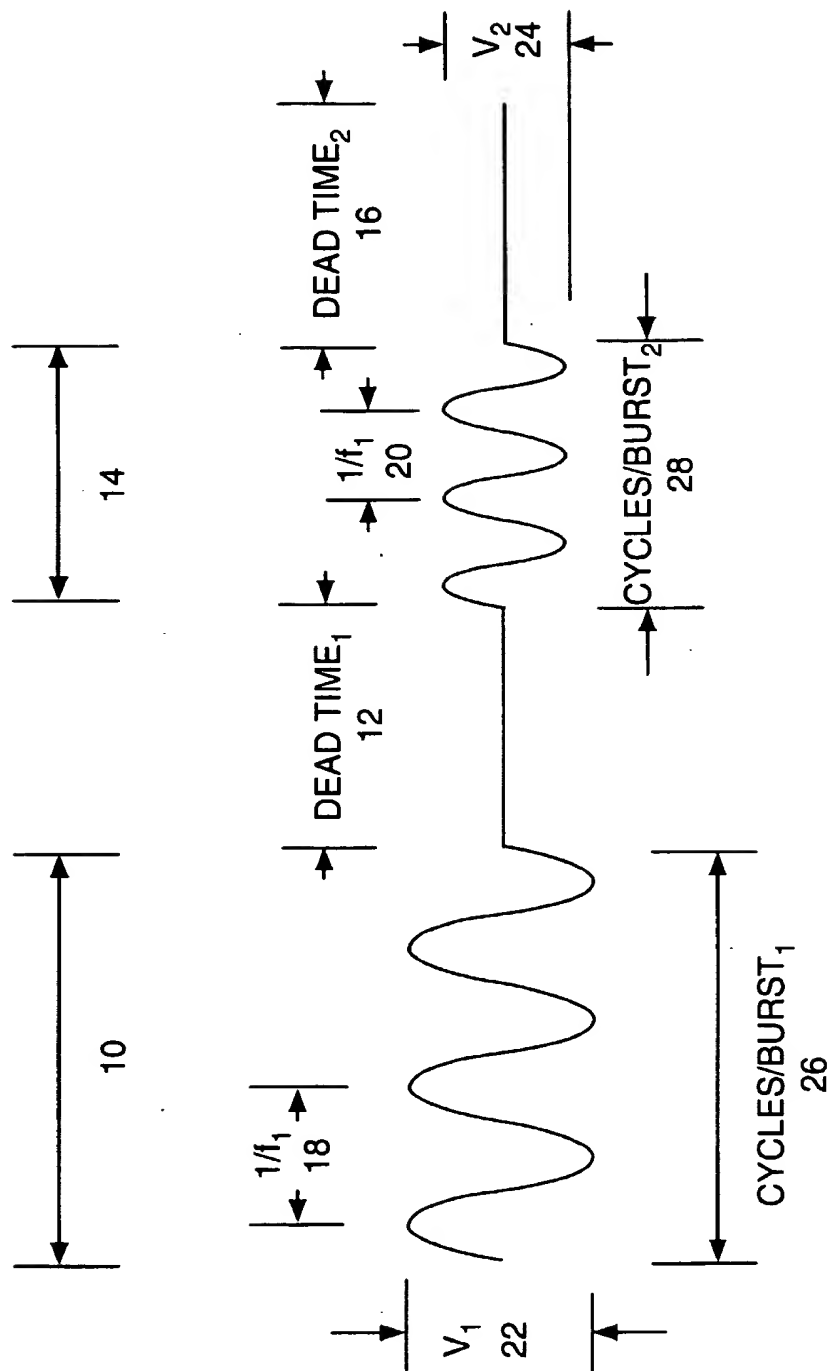 10
14
1/f₁
18
DEAD TIME₁
12
1/f₁
20
DEAD TIME₂
16
V₁
22
V₂
24
CYCLES/BURST₁
26
CYCLES/BURST₂
28